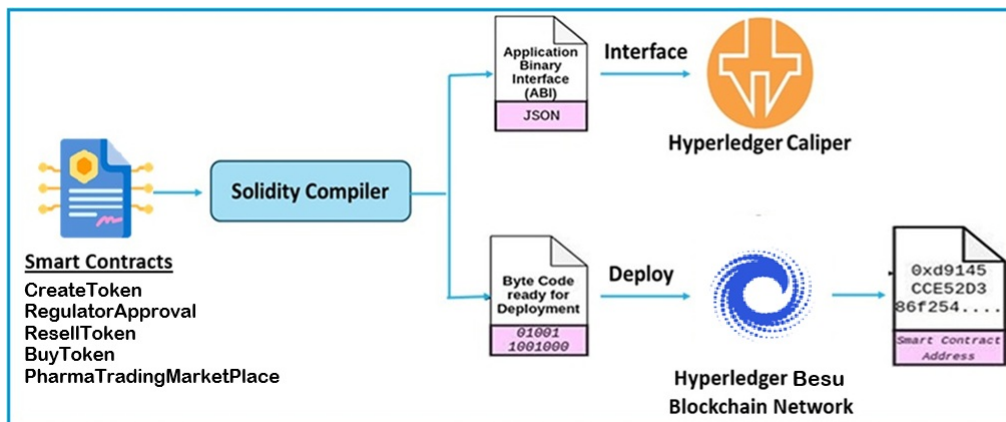 Smart Contracts
CreateToken
RegulatorApproval
ResellToken
BuyToken
PharmaTradingMarketPlace
Solidity Compiler
Application
Binary
Interface
(ABI)
JSON
Interface
Hyperledger Caliper
Byte Code
ready for
Deployment
01001
1001000
Deploy
Hyperledger Besu
Blockchain Network
0xd9145
CCE52D3
86f254....
Smart Contract
Address